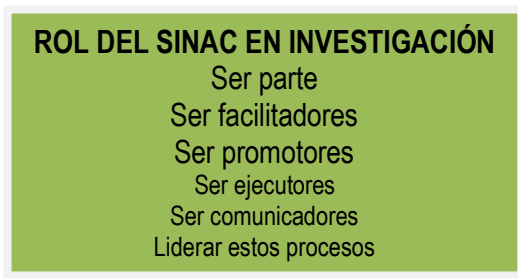 ROL DEL SINAC EN INVESTIGACIÓN
Ser parte
Ser facilitadores
Ser promotores
Ser ejecutores
Ser comunicadores
Liderar estos procesos